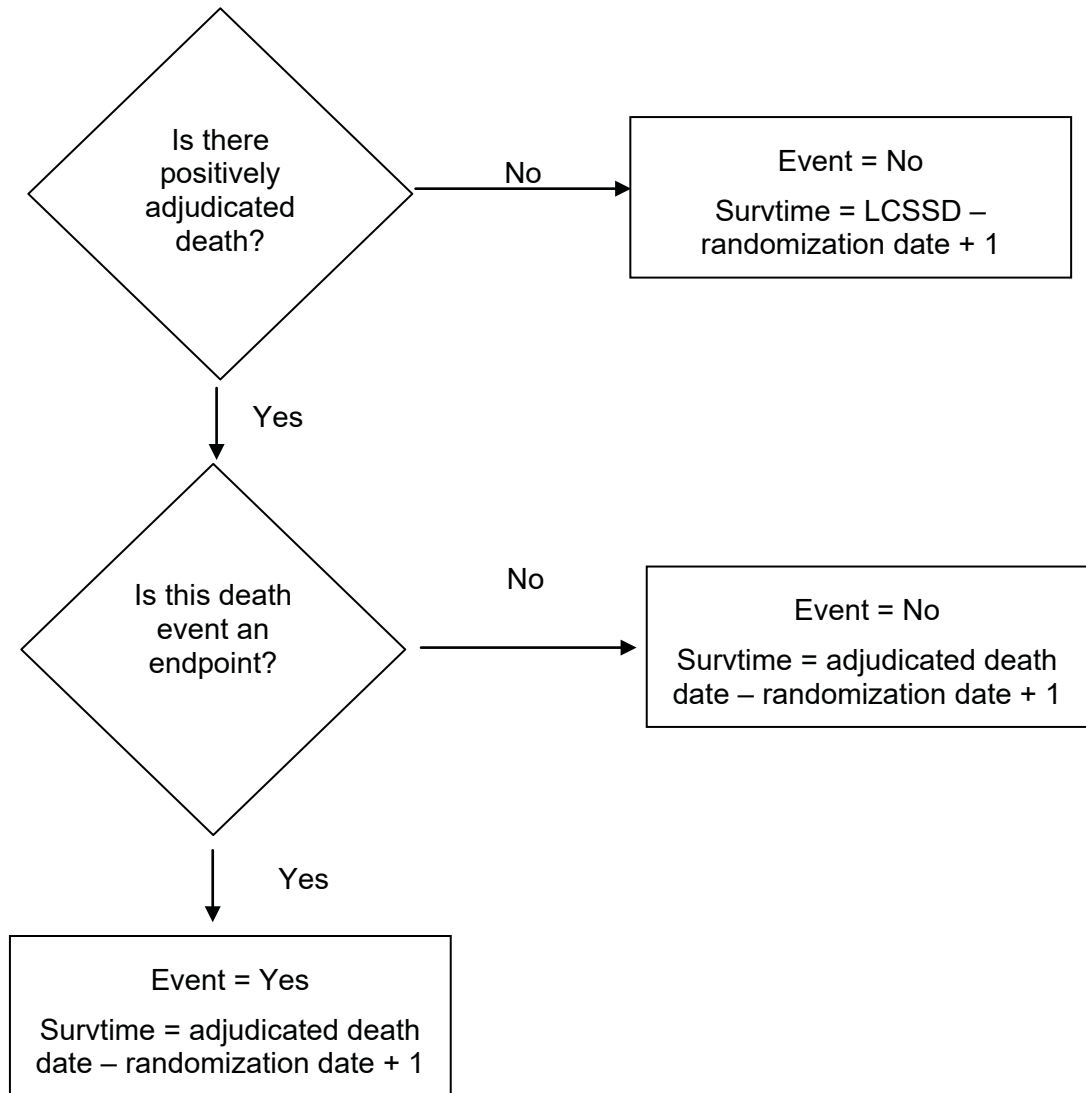 Is there
positively
adjudicated
death?
No
Event = No
Survtime = LCSSD –
randomization date + 1
Yes
Is this death
event an
endpoint?
No
Event = No
Survtime = adjudicated death
date – randomization date + 1
Yes
Event = Yes
Survtime = adjudicated death
date – randomization date + 1